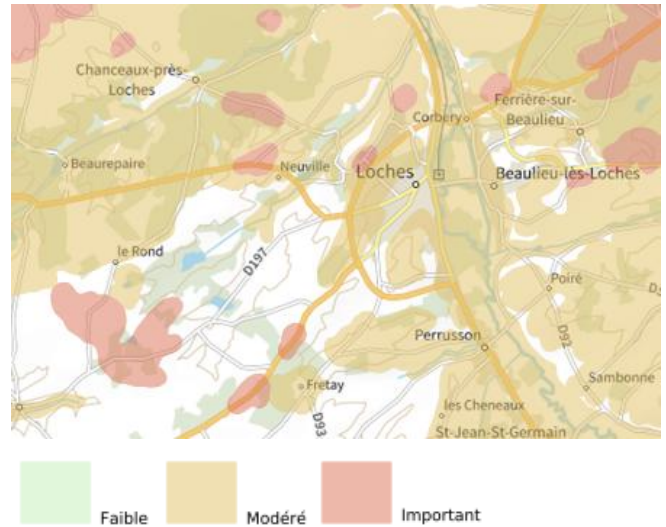 Chanceaux-près-
Loches
Ferrière-sur-
Beaulieu
Corbery
Beaurepaire
Neuville
Loches
Beaulieu-lès-Loches
le Rond
D197
Poiré
D92
Perrusson
Sambonne
Fretay
les Cheneaux
D93
St-Jean-St-Germain
Faible
Modéré
Important